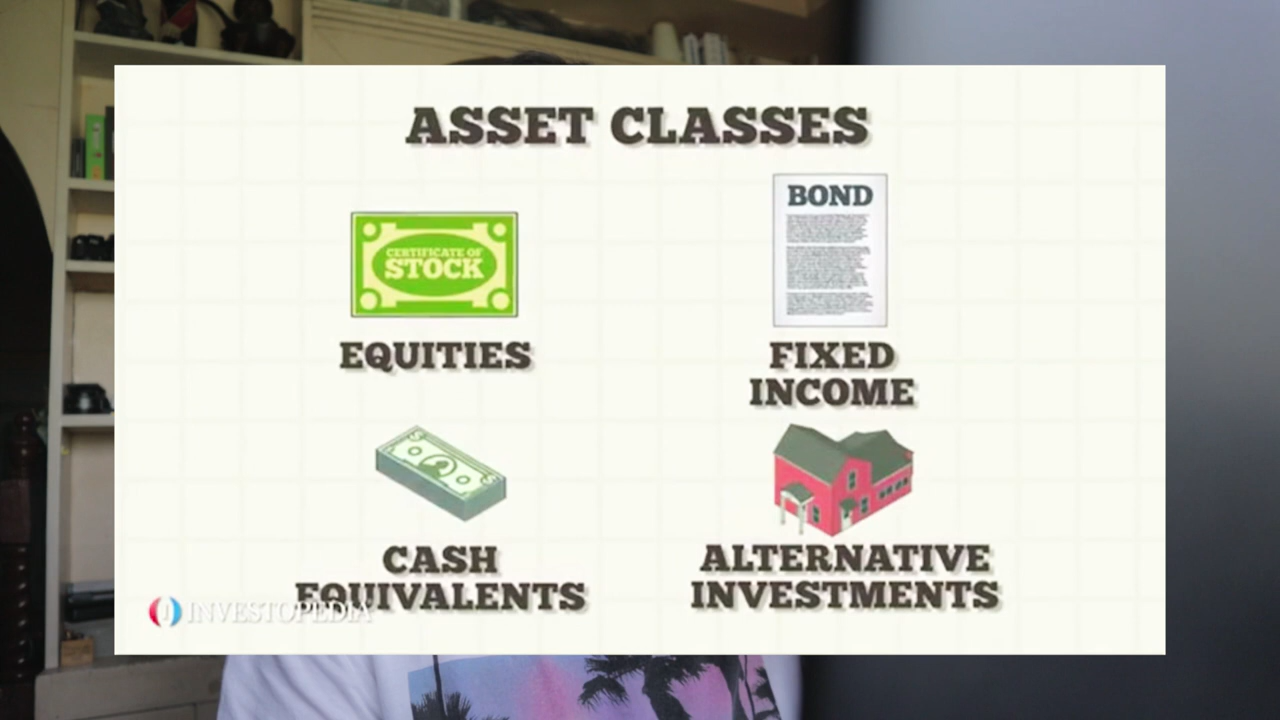 ASSET CLASSES
CERTIFICATE OF
STOCK
BOND
EQUITIES
FIXED
INCOME
CASH
EQUIVALENTS
ALTERNATIVE
INVESTMENTS
INVESTOPEDIA